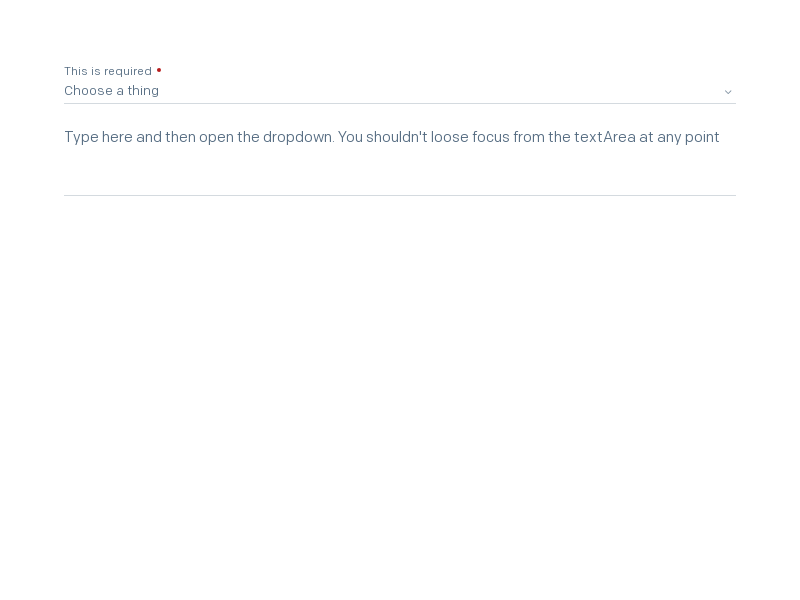 This is required
Choose a thing
Type here and then open the dropdown. You shouldn't loose focus from the textArea at any point